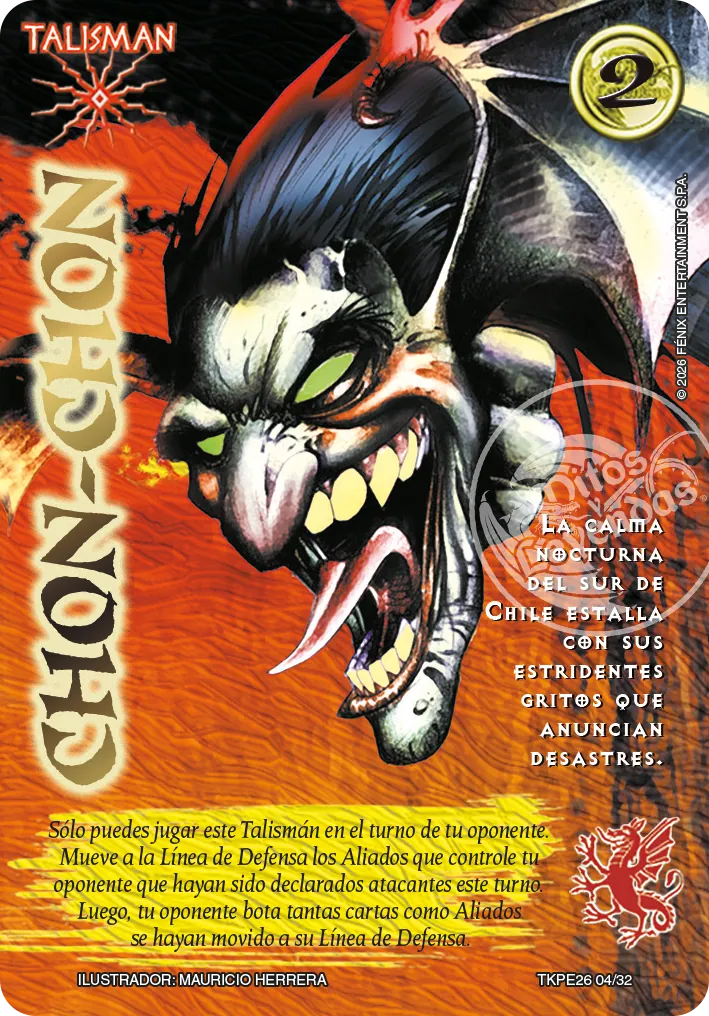 TALISMAN
2
CHON-CHON
© 2026 FÉNIX ENTERTAINMENT S.P.A.
Mitos
y
Leyendas
LA CALMA
NOCTURNA
DEL SUR DE
CHILE ESTALLA
CON SUS
ESTRIDENTES
GRITOS QUE
ANUNCIAN
DESASTRES.
Sólo puedes jugar este Talismán en el turno de tu oponente.
Mueve a la Línea de Defensa los Aliados que controle tu
oponente que hayan sido declarados atacantes este turno.
Luego, tu oponente bota tantas cartas como Aliados
se hayan movido a su Línea de Defensa.
ILUSTRADOR: MAURICIO HERRERA
TKPE26 04/32